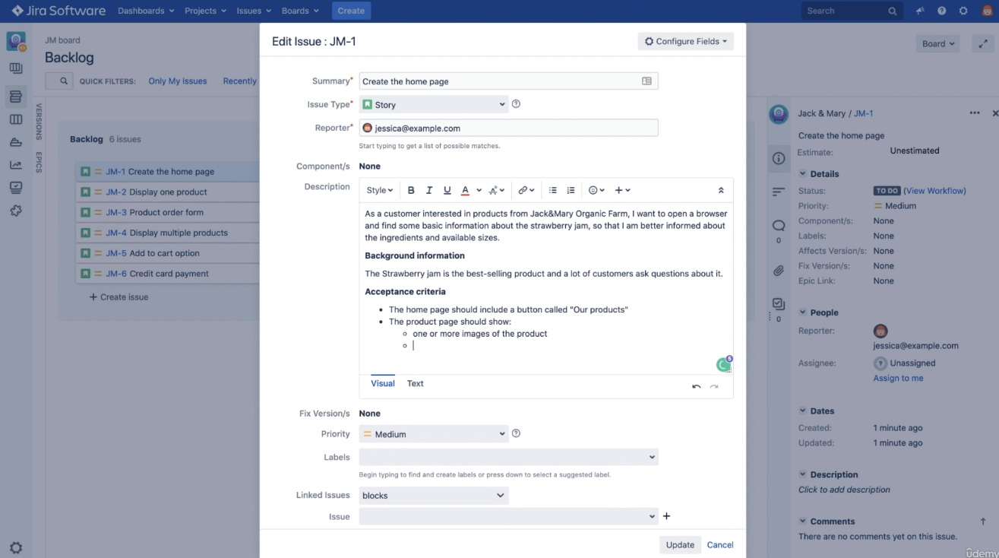 Jira Software Dashboards Projects Issues Boards Create Search
JM board
Backlog
Board
QUICK FILTERS: Only My Issues Recently
VERSIONS
EPICS
Backlog 6 issues
JM-1 Create the home page
JM-2 Display one product
JM-3 Product order form
JM-4 Display multiple products
JM-5 Add to cart option
JM-6 Credit card payment
+ Create issue
Edit Issue : JM-1
Configure Fields
Summary* Create the home page
Issue Type* Story
Reporter* jessica@example.com
Start typing to get a list of possible matches.
Component/s None
Description
Style B I U A
As a customer interested in products from Jack&Mary Organic Farm, I want to open a browser
and find some basic information about the strawberry jam, so that I am better informed about
the ingredients and available sizes.
Background information
The Strawberry jam is the best-selling product and a lot of customers ask questions about it.
Acceptance criteria
• The home page should include a button called "Our products"
• The product page should show:
one or more images of the product
5
Visual Text
Fix Version/s None
Priority Medium
Labels
Begin typing to find and create labels or press down to select a suggested label.
Linked Issues blocks
Issue
Update Cancel
Jack & Mary / JM-1
Create the home page
Estimate: Unestimated
Details
Status: TO DO (View Workflow)
Priority: Medium
Component/s: None
Labels: None
Affects Version/s: None
Fix Version/s: None
Epic Link: None
0
0
People
Reporter:
jessica@example.com
Assignee: Unassigned
Assign to me
Dates
Created: 1 minute ago
Updated: 1 minute ago
Description
Click to add description
Comments
There are no comments yet on this issue.
ûdemy